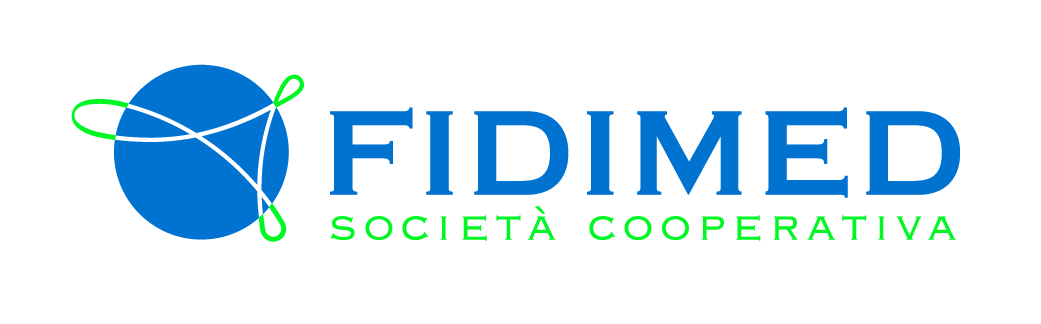 FIDIMED
SOCIETÀ COOPERATIVA